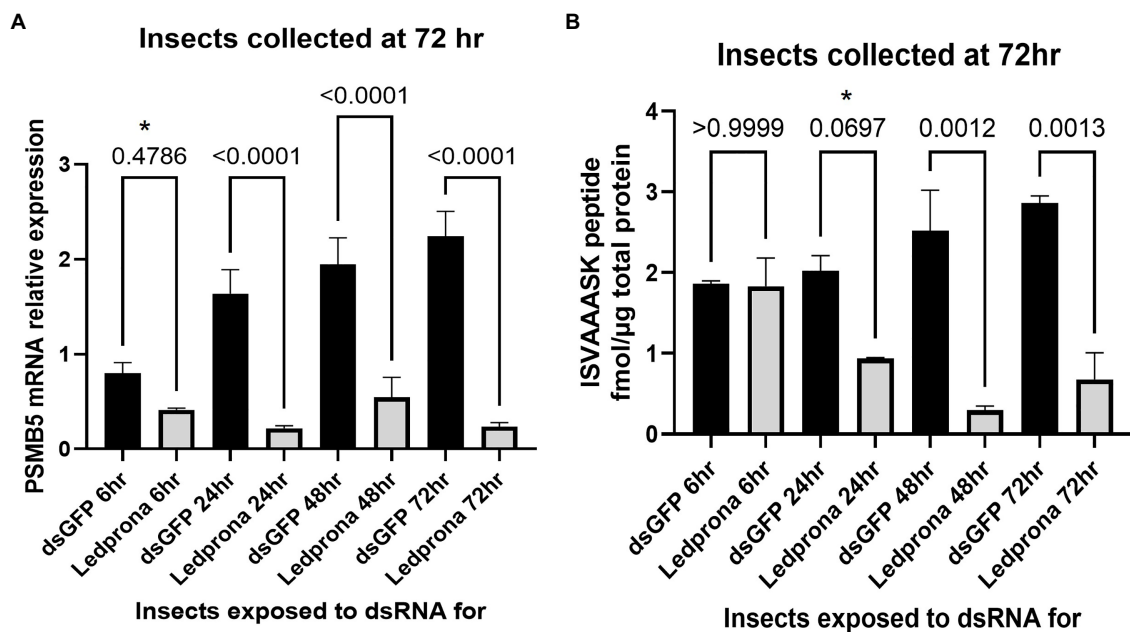 A
Insects collected at 72 hr
PSMB5 mRNA relative expression
3
2
1
0
*
0.4786
<0.0001
<0.0001
<0.0001
dsGFP 6hr
Ledprona 6hr
dsGFP 24hr
Ledprona 24hr
dsGFP 48hr
Ledprona 48hr
dsGFP 72hr
Ledprona 72hr
Insects exposed to dsRNA for
B
Insects collected at 72hr
ISVAAASK peptide
fmol/µg total protein
4
3
2
1
0
>0.9999
*
0.0697
0.0012
0.0013
dsGFP 6hr
Ledprona 6hr
dsGFP 24hr
Ledprona 24hr
dsGFP 48hr
Ledprona 48hr
dsGFP 72hr
Ledprona 72hr
Insects exposed to dsRNA for